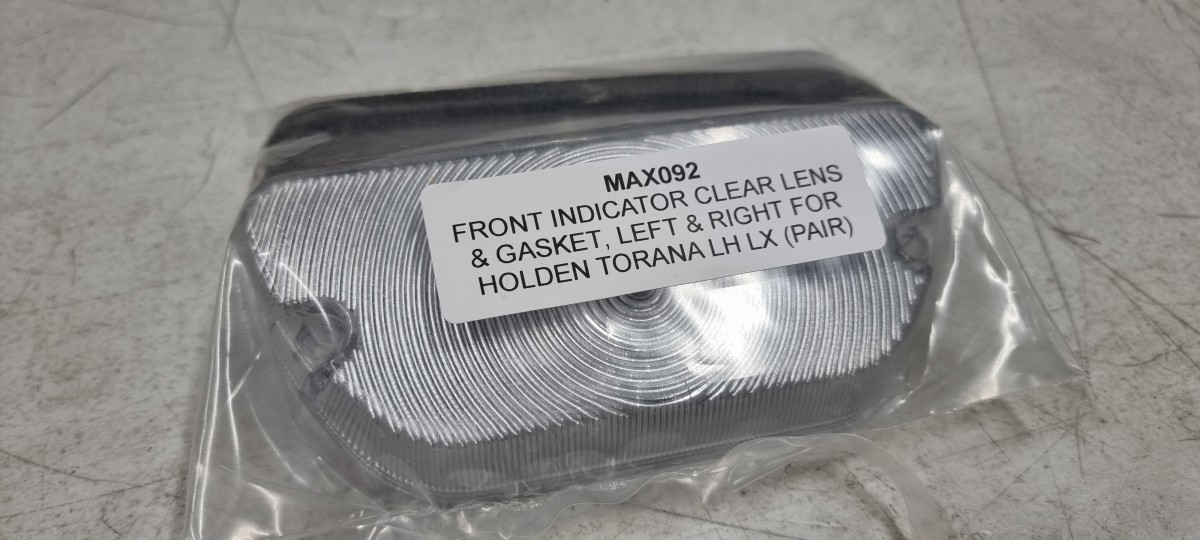 MAX092
FRONT INDICATOR CLEAR LENS
& GASKET, LEFT & RIGHT FOR
HOLDEN TORANA LH LX (PAIR)